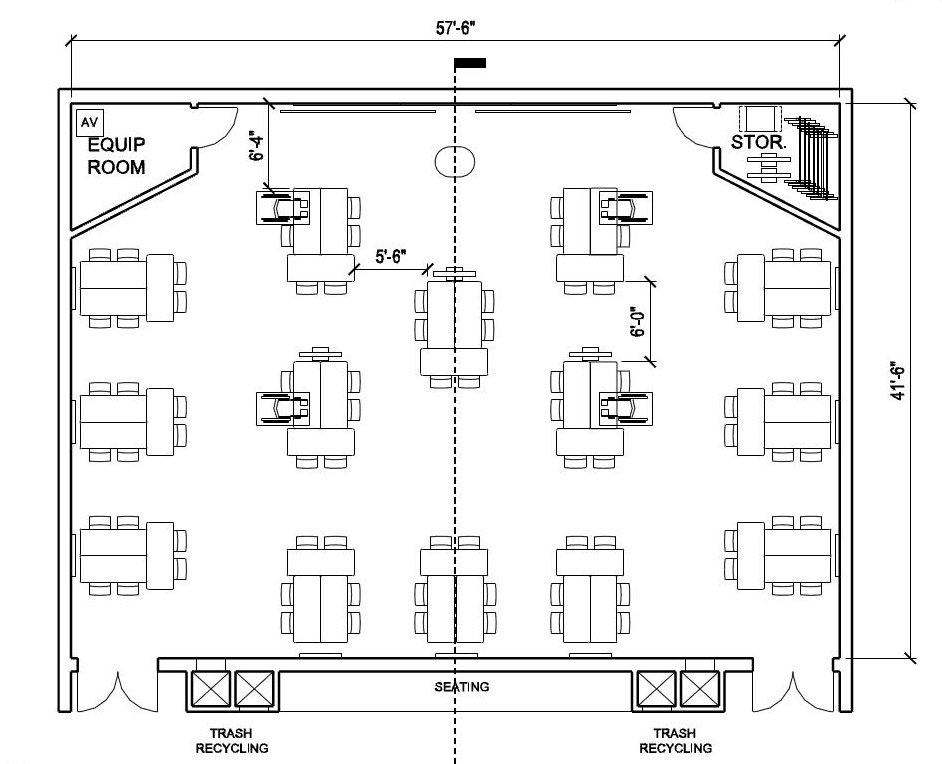 57'-6"
AV
EQUIP
ROOM
6'-4"
STOR.
5'-6"
6'-0"
41'-6"
SEATING
TRASH
RECYCLING
TRASH
RECYCLING